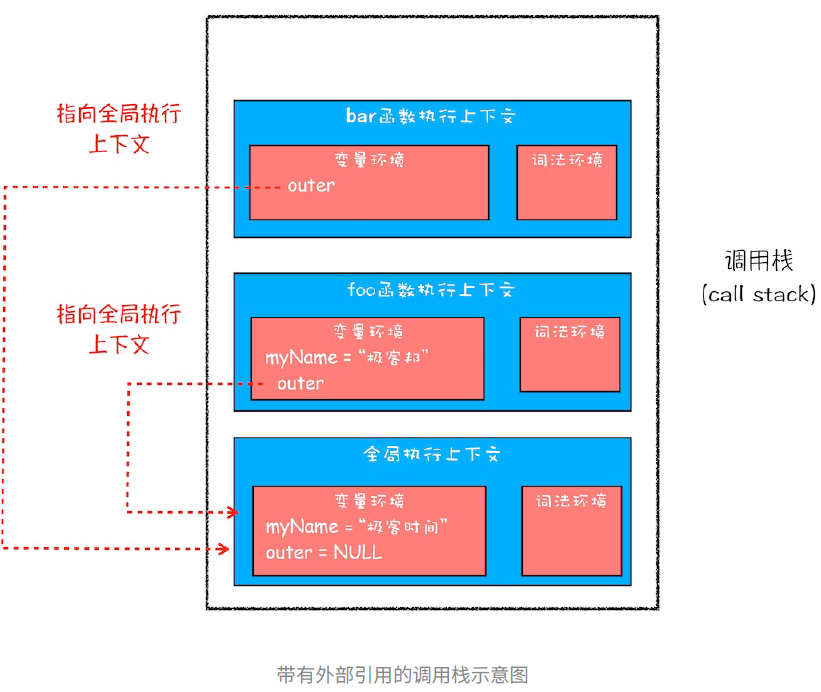 指向全局执行
上下文
bar函数执行上下文
变量环境
outer
词法环境
调用栈
(call stack)
指向全局执行
上下文
foo函数执行上下文
变量环境
myName = “极客邦”
outer
词法环境
全局执行上下文
变量环境
myName = “极客时间”
outer = NULL
词法环境
带有外部引用的调用栈示意图